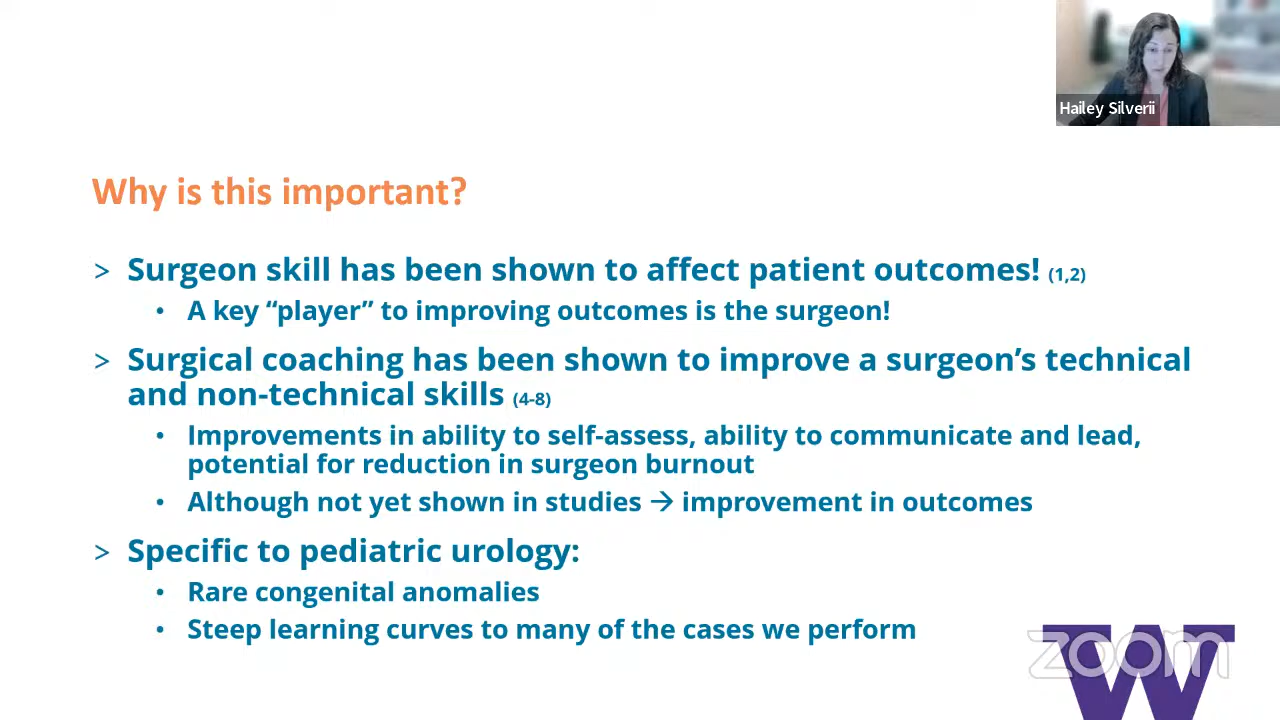 Hailey Silverii
Why is this important?
> Surgeon skill has been shown to affect patient outcomes! (1,2)
• A key “player” to improving outcomes is the surgeon!
> Surgical coaching has been shown to improve a surgeon’s technical
and non-technical skills (4-8)
• Improvements in ability to self-assess, ability to communicate and lead,
potential for reduction in surgeon burnout
• Although not yet shown in studies → improvement in outcomes
> Specific to pediatric urology:
• Rare congenital anomalies
• Steep learning curves to many of the cases we perform
zoom
W